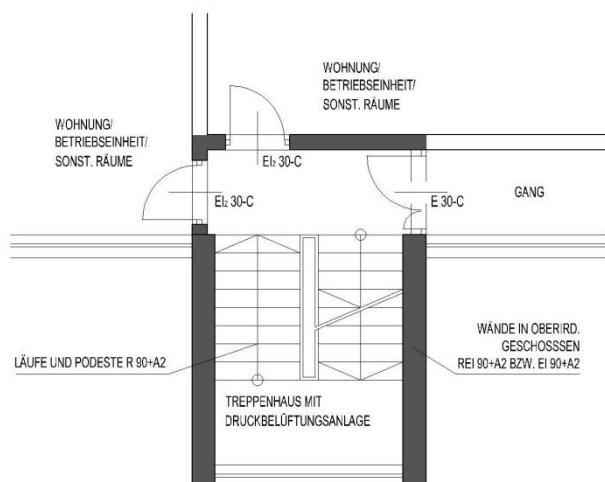 WOHNUNG/
BETRIEBSEINHEIT/
SONST. RÄUME
WOHNUNG/
BETRIEBSEINHEIT/
SONST. RÄUME
EI₂ 30-C
EI₂ 30-C
E 30-C
GANG
LÄUFE UND PODESTE R 90+A2
WÄNDE IN OBERIRD.
GESCHOSSSEN
REI 90+A2 BZW. EI 90+A2
TREPPENHAUS MIT
DRUCKBELÜFTUNGSANLAGE